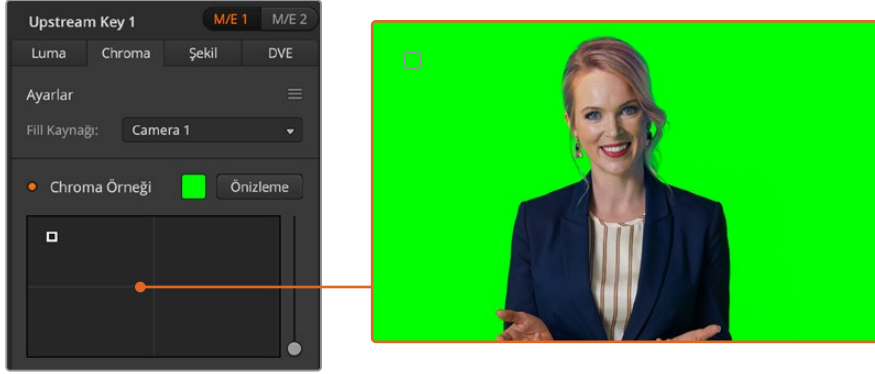 Upstream Key 1 M/E 1 M/E 2
Luma Chroma Şekil DVE
Ayarlar
Fill Kaynağı: Camera 1
Chroma Örneği Önizleme